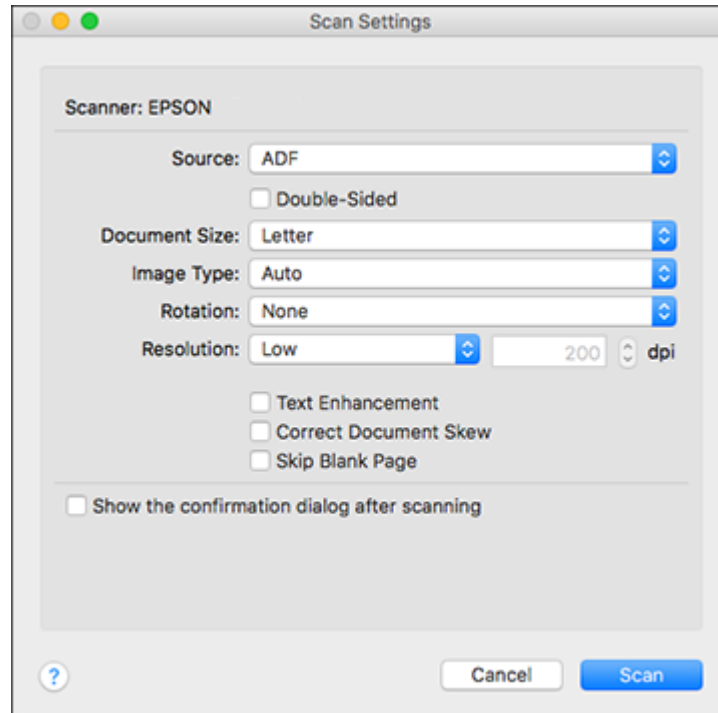 Scan Settings
Scanner: EPSON
Source: ADF
Double-Sided
Document Size: Letter
Image Type: Auto
Rotation: None
Resolution: Low 200 dpi
Text Enhancement
Correct Document Skew
Skip Blank Page
Show the confirmation dialog after scanning
? Cancel Scan